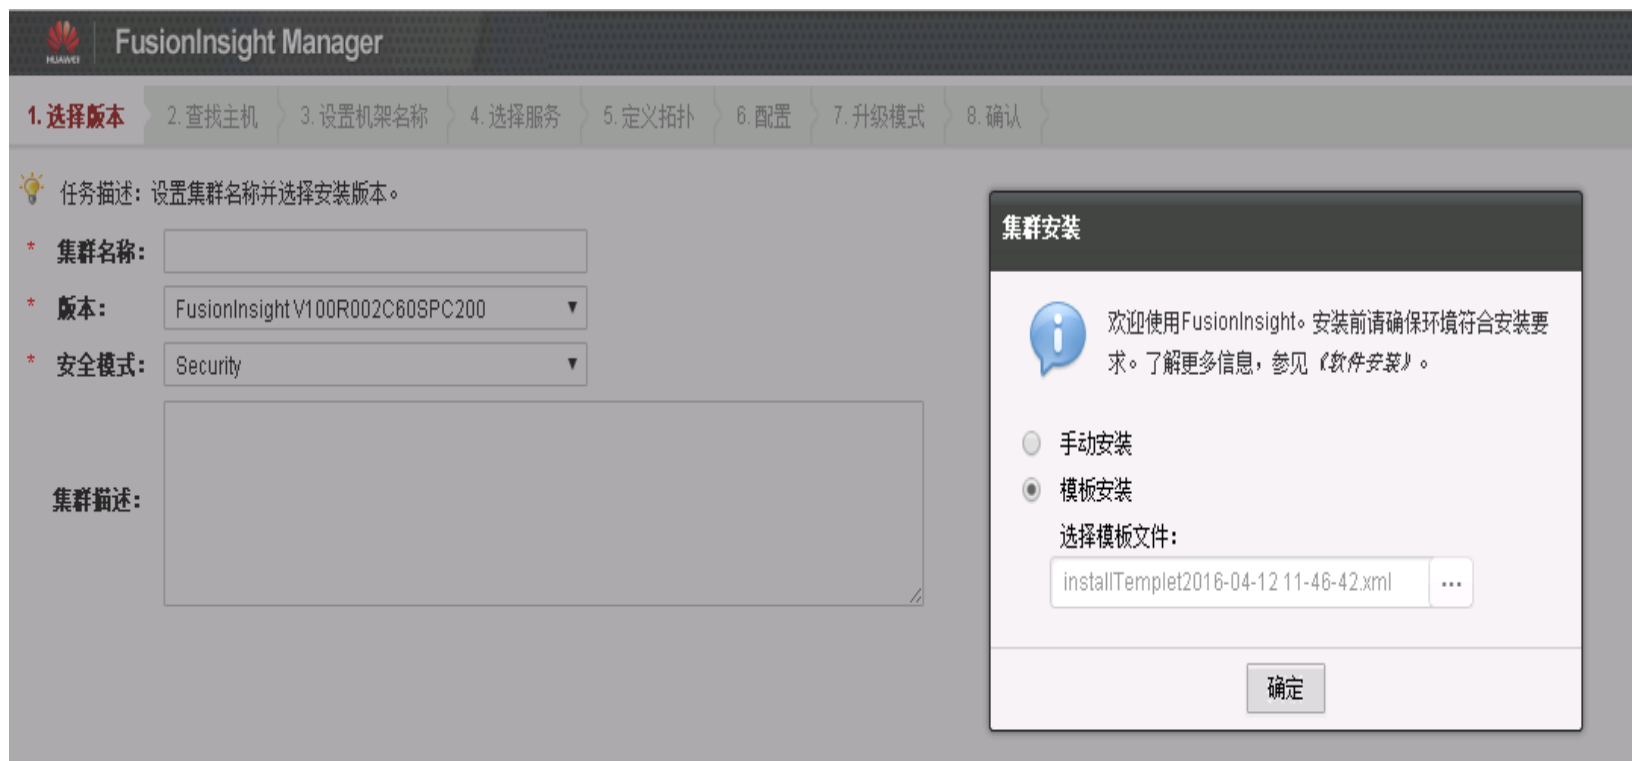 HUAWEI
FusionInsight Manager
1. 选择版本
2. 查找主机
3. 设置机架名称
4. 选择服务
5. 定义拓扑
6. 配置
7. 升级模式
8. 确认
任务描述：设置集群名称并选择安装版本。
* 集群名称：
* 版本： FusionInsight V100R002C60SPC200
* 安全模式： Security
集群描述：
集群安装
欢迎使用FusionInsight。安装前请确保环境符合安装要
求。了解更多信息，参见《软件安装》。
手动安装
模板安装
选择模板文件：
installTemplet2016-04-12 11-46-42.xml ...
确定